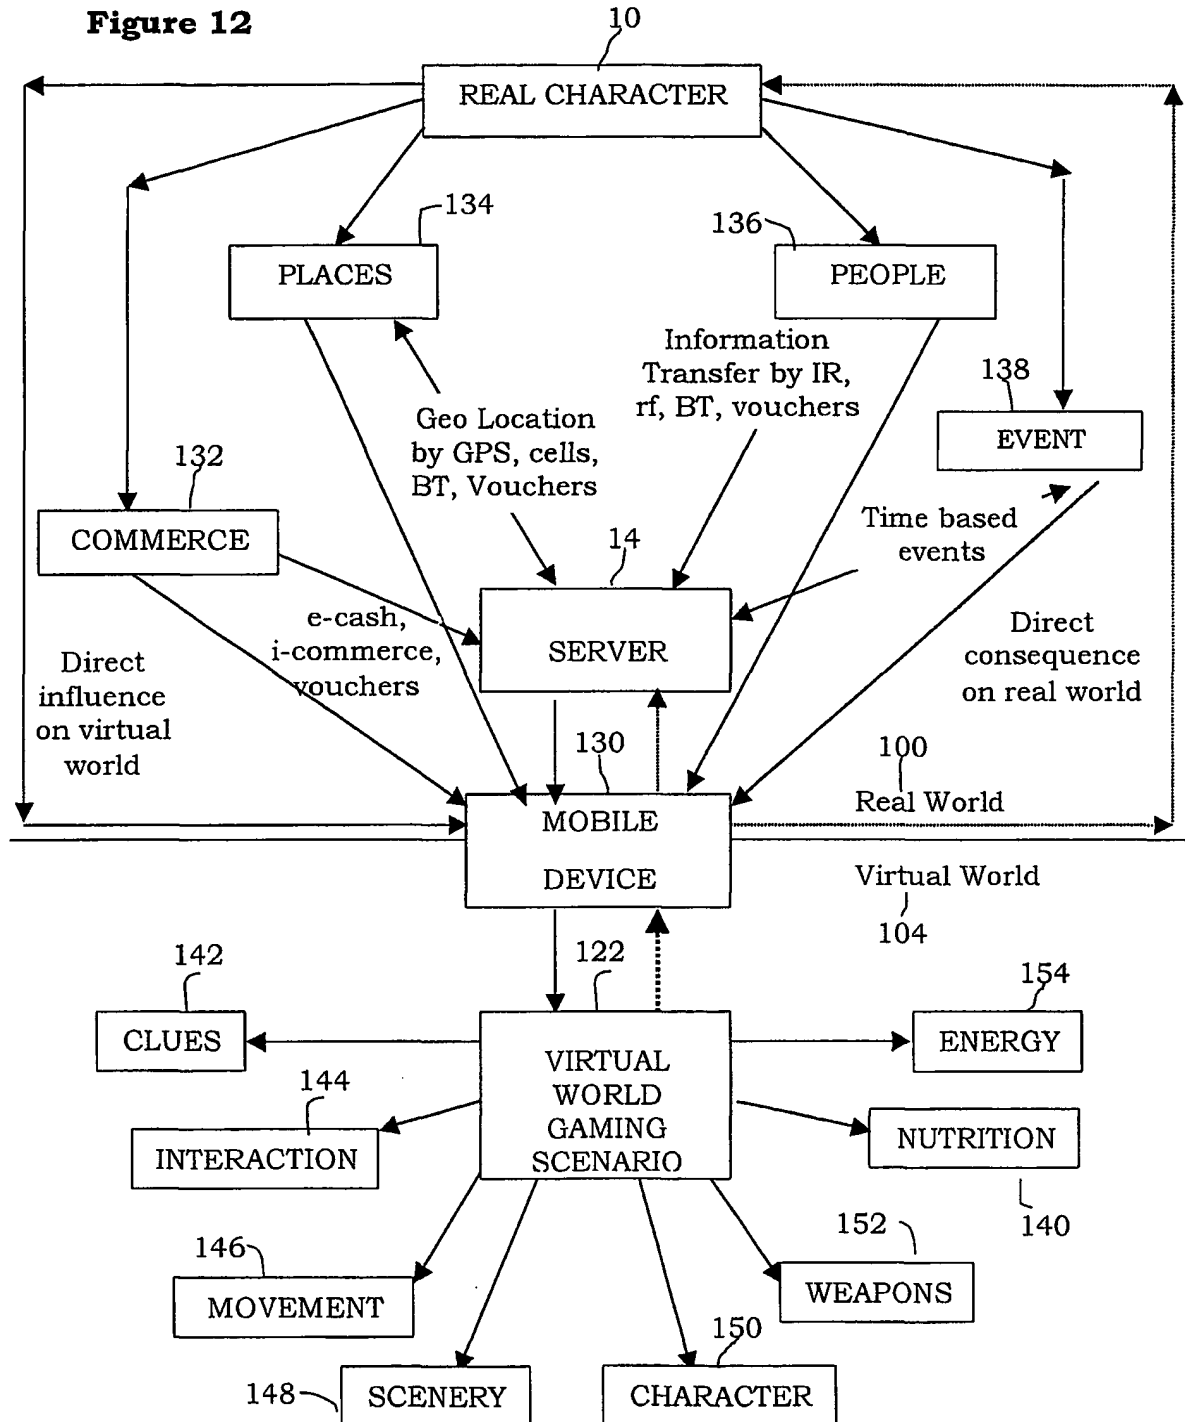 Figure 12
10
REAL CHARACTER
134
136
PLACES
PEOPLE
Information
Transfer by IR,
rf, BT, vouchers
138
Geo Location
by GPS, cells,
BT, Vouchers
EVENT
132
COMMERCE
14
Time based
events
SERVER
e-cash,
i-commerce,
vouchers
Direct
influence
on virtual
world
Direct
consequence
on real world
130
100
Real World
MOBILE
DEVICE
Virtual World
104
142
122
154
CLUES
ENERGY
VIRTUAL
WORLD
GAMING
SCENARIO
144
INTERACTION
NUTRITION
140
146
152
MOVEMENT
WEAPONS
150
148
SCENERY
CHARACTER